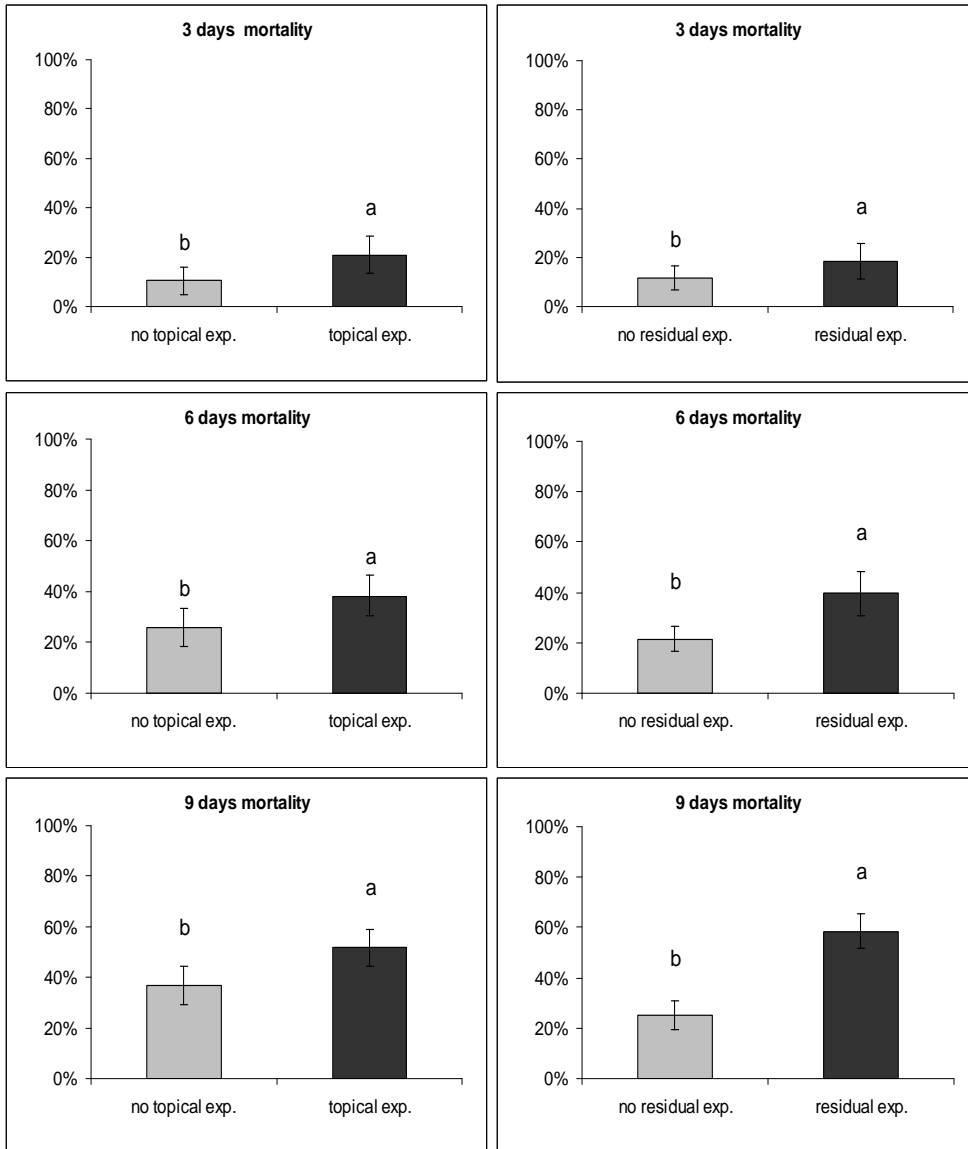 3 days  mortality
100%
80%
60%
40%
20%
0%
b
a
no topical exp.
topical exp.
3 days mortality
100%
80%
60%
40%
20%
0%
b
a
no residual exp.
residual exp.
6 days mortality
100%
80%
60%
40%
20%
0%
b
a
no topical exp.
topical exp.
6 days mortality
100%
80%
60%
40%
20%
0%
b
a
no residual exp.
residual exp.
9 days mortality
100%
80%
60%
40%
20%
0%
b
a
no topical exp.
topical exp.
9 days mortality
100%
80%
60%
40%
20%
0%
b
a
no residual exp.
residual exp.